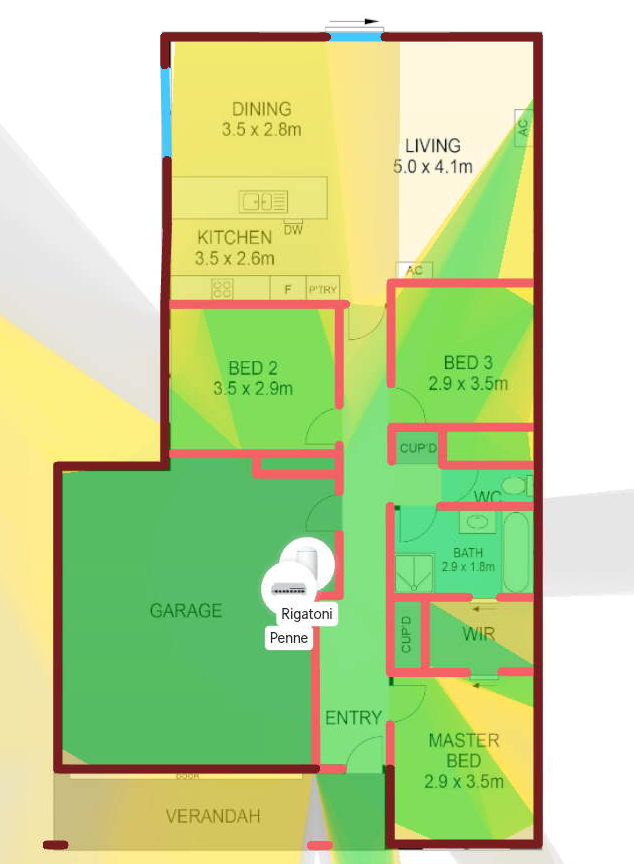 DINING
3.5 x 2.8m
AC
LIVING
5.0 x 4.1m
DW
KITCHEN
3.5 x 2.6m
AC
F
P'TRY
BED 2
3.5 x 2.9m
BED 3
2.9 x 3.5m
CUP'D
WC
BATH
2.9 x 1.8m
Rigatoni
Penne
GARAGE
CUP'D
WIR
ENTRY
MASTER
BED
2.9 x 3.5m
DOOR
VERANDAH